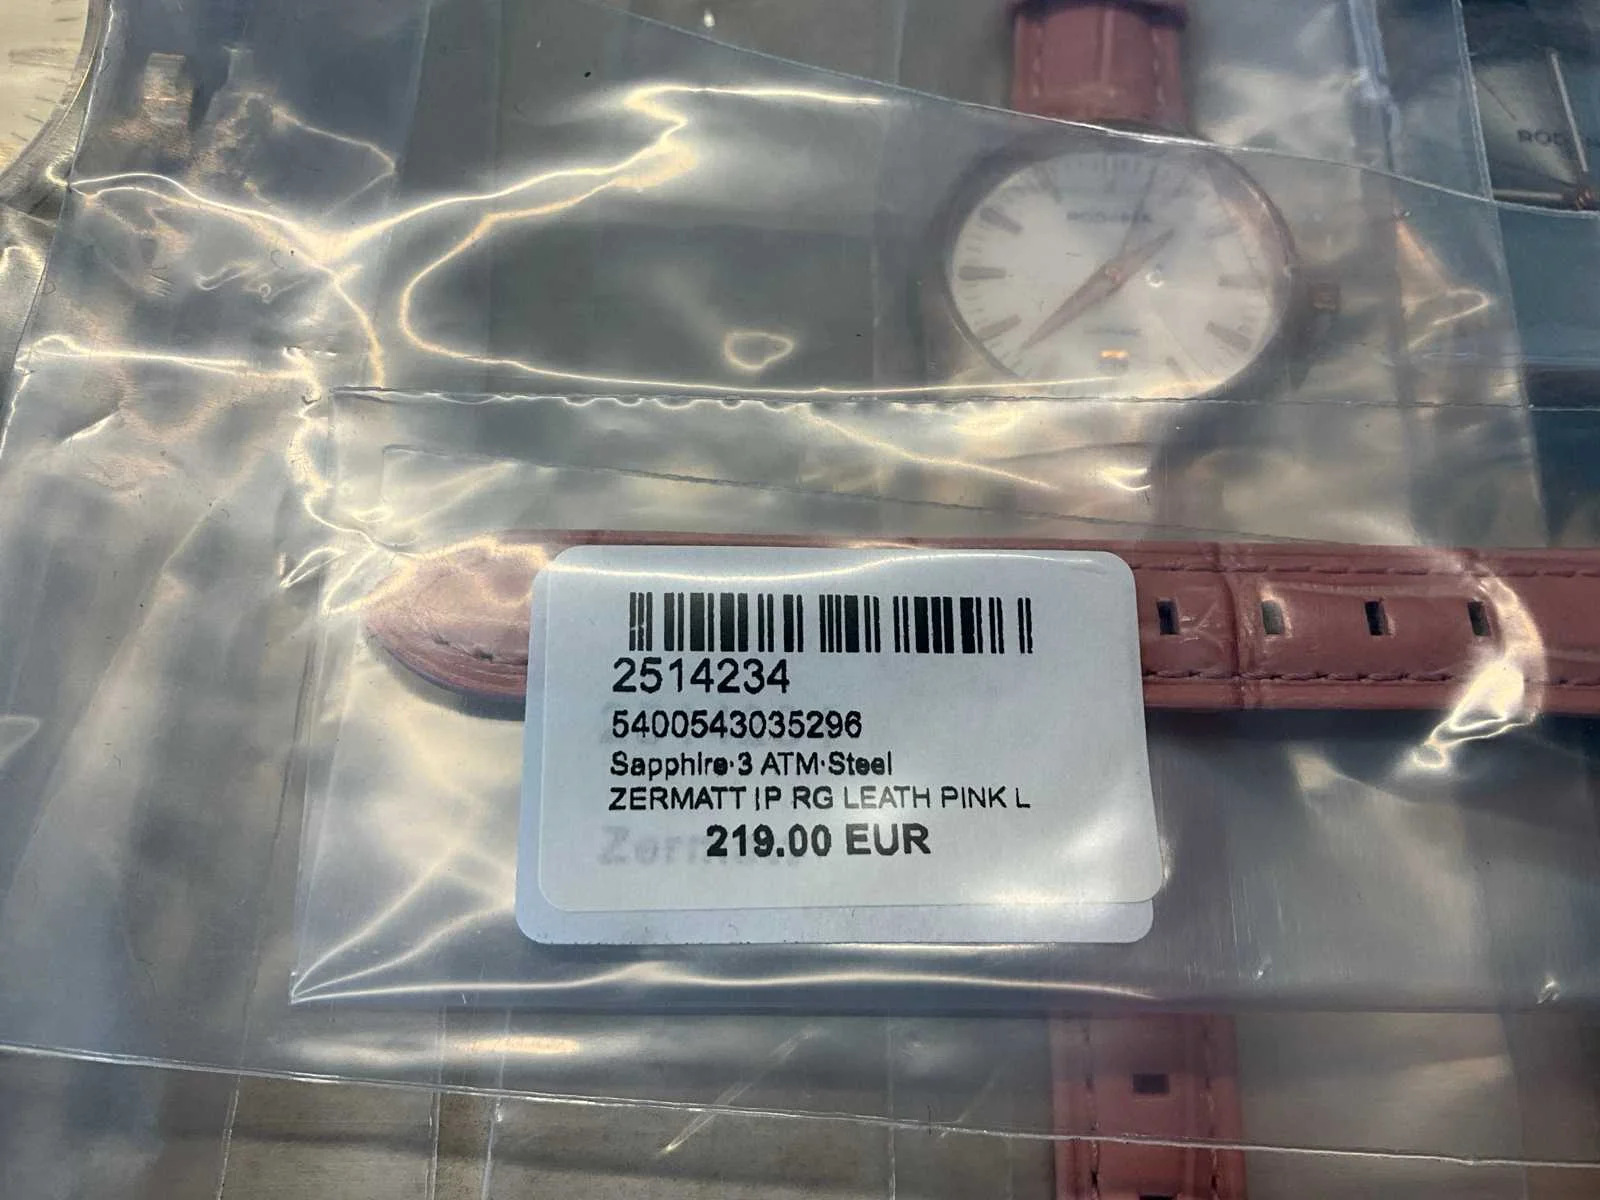 2514234
5400543035296
Sapphire·3 ATM·Steel
ZERMATT IP RG LEATH PINK L
219.00 EUR